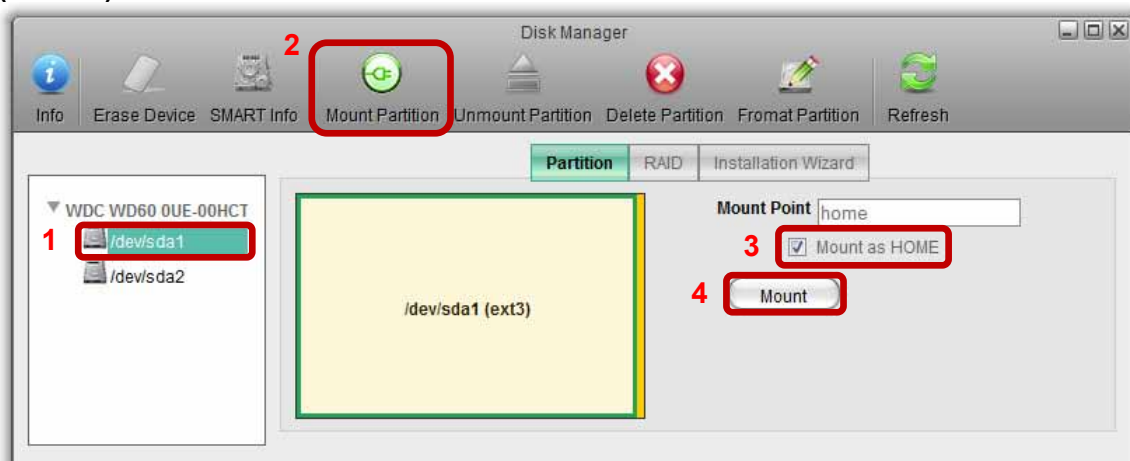 Disk Manager
2
Info Erase Device SMART Info Mount Partition Unmount Partition Delete Partition Fromat Partition Refresh
Partition RAID Installation Wizard
WDC WD60 0UE-00HCT
Mount Point home
1 /dev/sda1
3 Mount as HOME
/dev/sda2
4 Mount
/dev/sda1 (ext3)